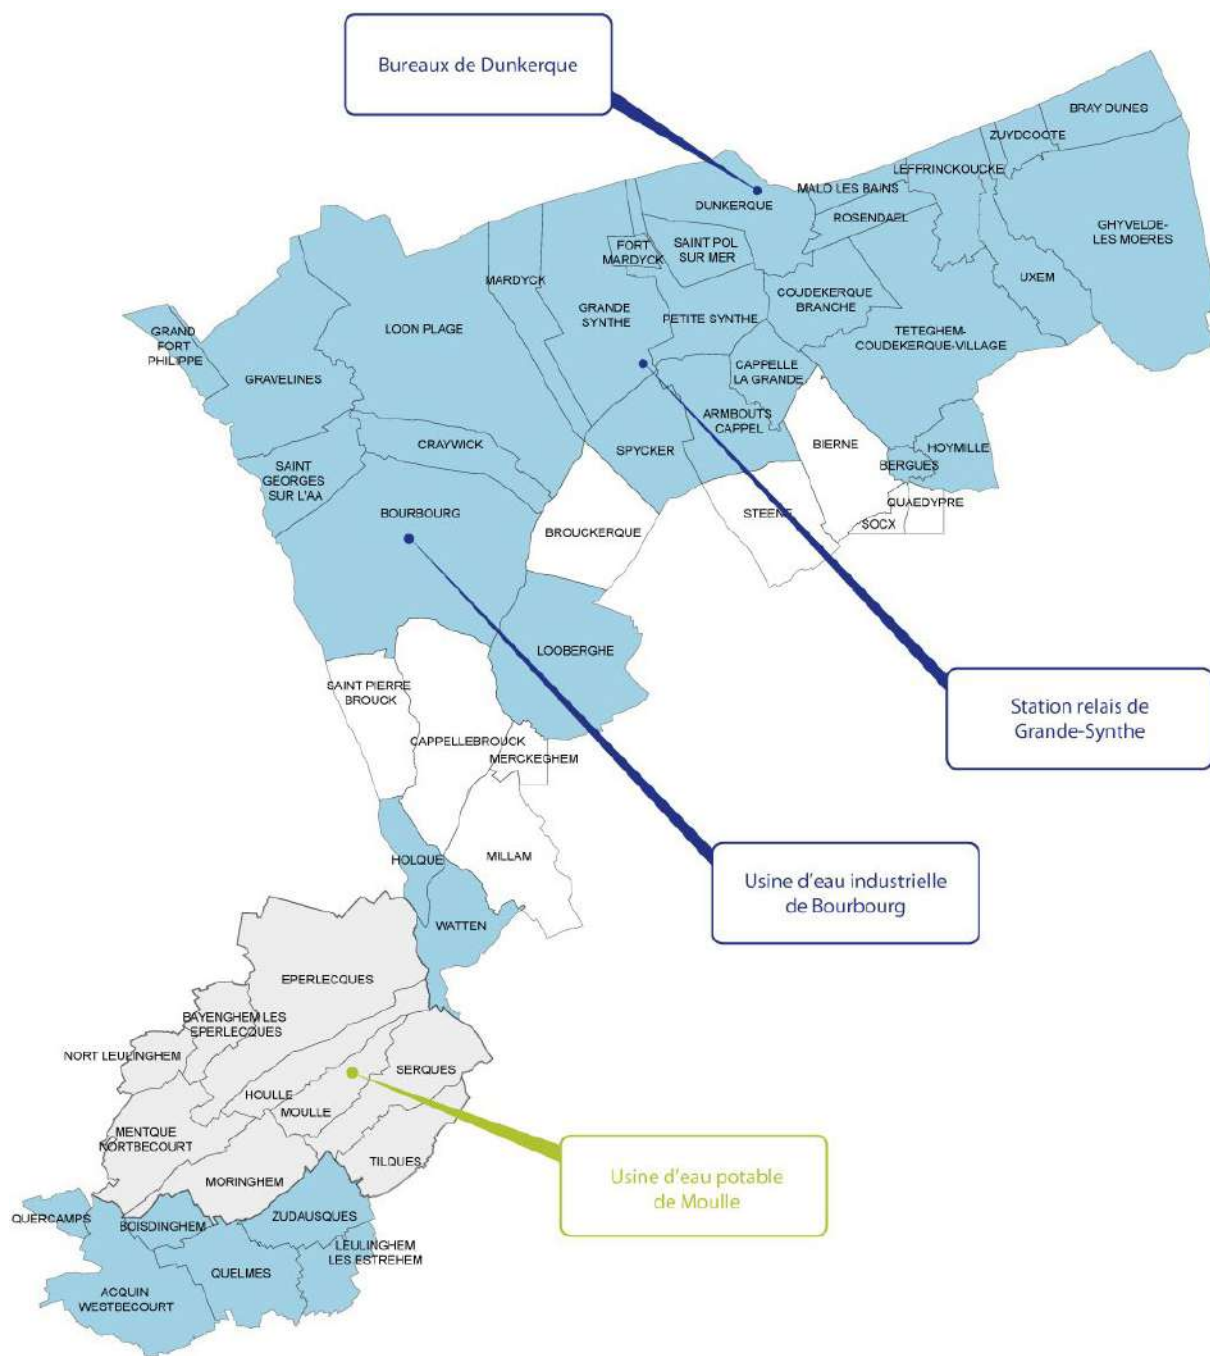 Bureaux de Dunkerque
BRAY DUNES
ZUYDCOOTE
LEFFRINCKOUCKE
MALO LES BAINS
DUNKERQUE
ROSENDAEL
GHYVELDE-
LES MOERES
FORT
MARDYCK
SAINT POL
SUR MER
UXEM
MARDYCK
COUDEKERQUE
BRANCHE
GRANDE
SYNTHE
PETITE SYNTHE
LOON PLAGE
TETEGHEM-
COUDEKERQUE-VILLAGE
GRAND
FORT
PHILIPPE
GRAVELINES
CAPPELLE
LA GRANDE
ARMBOUTS
CAPPEL
CRAYWICK
SPYCKER
BIERNE
HOYMILLE
BERGUES
SAINT
GEORGES
SUR L'AA
BOURBOURG
QUAEDYPRE
SOCX
STEENE
BROUCKERQUE
LOOBERGHE
SAINT PIERRE
BROUCK
Station relais de
Grande-Synthe
CAPPELLEBROUCK
MERCKEGHEM
HOLQUE
MILLAM
Usine d'eau industrielle
de Bourbourg
WATTEN
EPERLECQUES
BAYENGHEM LES
EPERLECQUES
NORT LEULINGHEM
SERQUES
HOULLE
MOULLE
MENTQUE
NORTBECOURT
TILQUES
MORINGHEM
Usine d'eau potable
de Moulle
QUERCAMPS
BOISDINGHEM
ZUDAUSQUES
LEULINGHEM
LES ESTREHEM
QUELMES
ACQUIN
WESTBECOURT